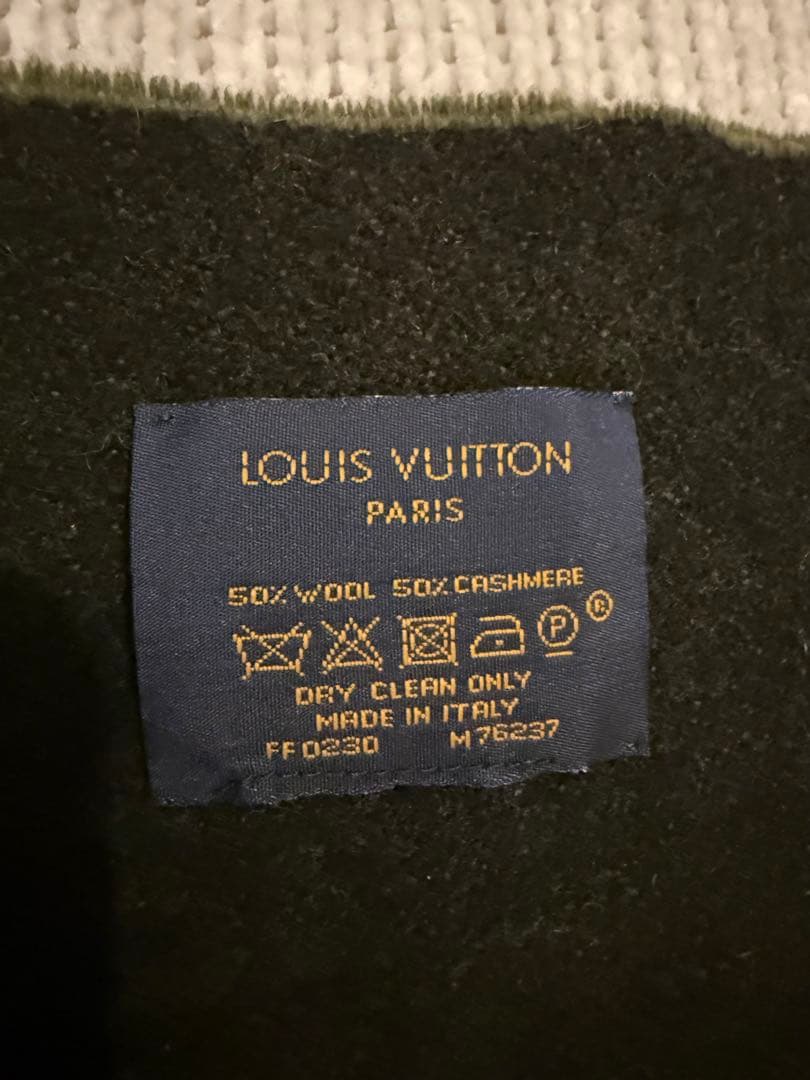 LOUIS VUITTON
PARIS
50% WOOL 50% CASHMERE
P ®
DRY CLEAN ONLY
MADE IN ITALY
FF0230 M76237